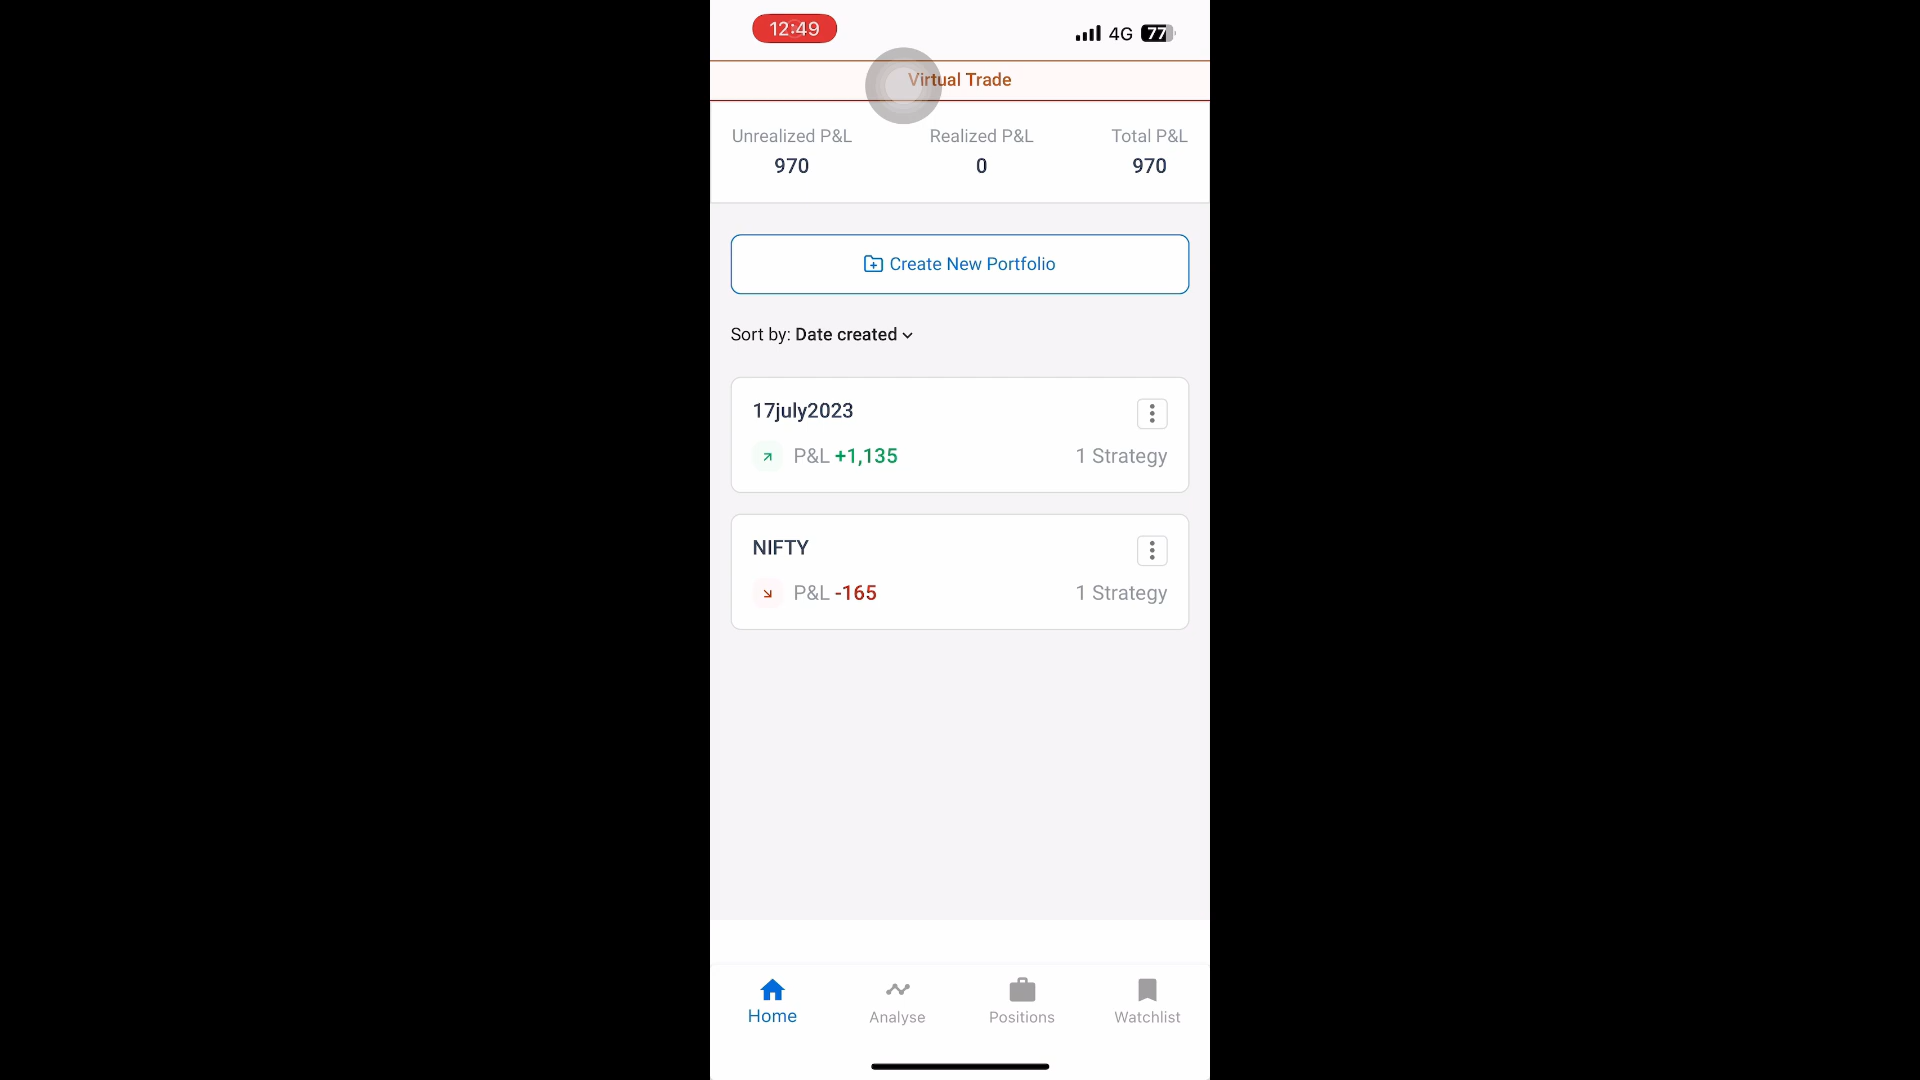 12:49
4G 77
Virtual Trade
Unrealized P&L Realized P&L Total P&L
970 0 970
Create New Portfolio
Sort by: Date created
17july2023
P&L +1,135 1 Strategy
NIFTY
P&L -165 1 Strategy
Home Analyse Positions Watchlist